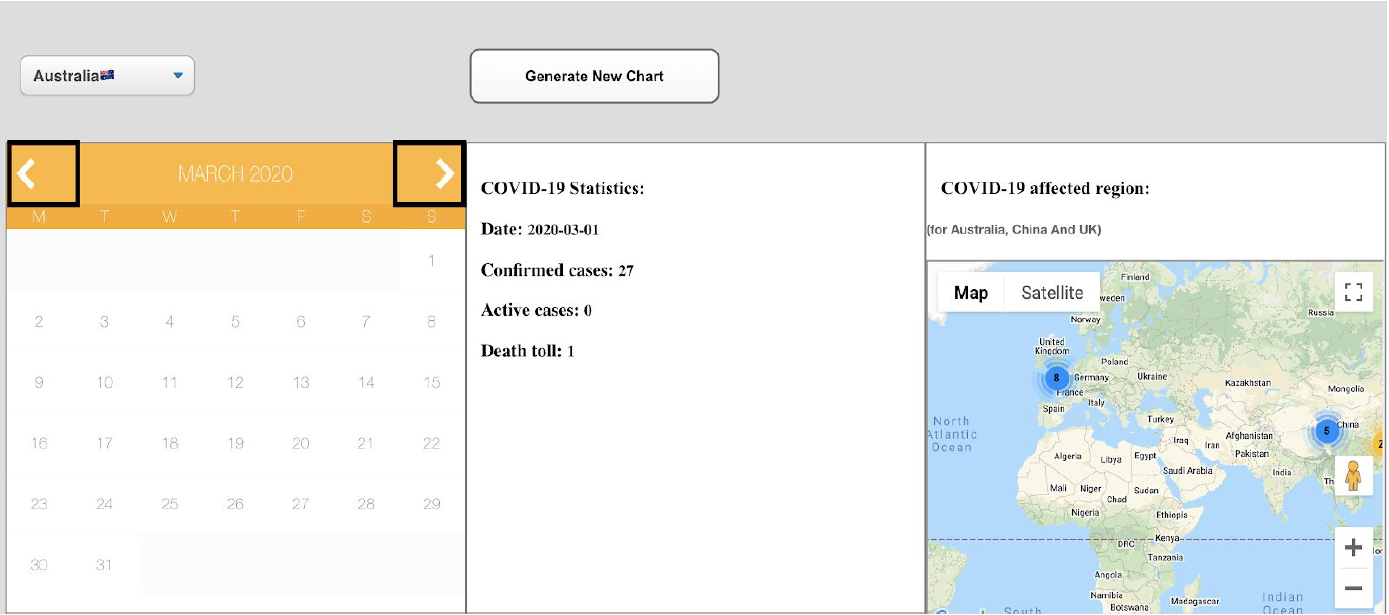 Australia🇦🇺
Generate New Chart
MARCH 2020
M T W T F S S
1
2 3 4 5 6 7 8
9 10 11 12 13 14 15
16 17 18 19 20 21 22
23 24 25 26 27 28 29
30 31
COVID-19 Statistics:
Date: 2020-03-01
Confirmed cases: 27
Active cases: 0
Death toll: 1
COVID-19 affected region:
(for Australia, China And UK)
Map Satellite
Finland
weden
Norway
Russia
United
Kingdom
Poland
8
Germany
Ukraine
Kazakhstan
Mongolia
France
Italy
Spain
Turkey
5
China
2
North
Atlantic
Ocean
Iraq
Iran
Afghanistan
Pakistan
Algeria
Libya
Egypt
Saudi Arabia
India
Th
Mali
Niger
Chad
Sudan
Nigeria
Ethiopia
DRC
Kenya
Tanzania
Angola
Namibia
Botswana
Madagascar
Indian
Ocean
South